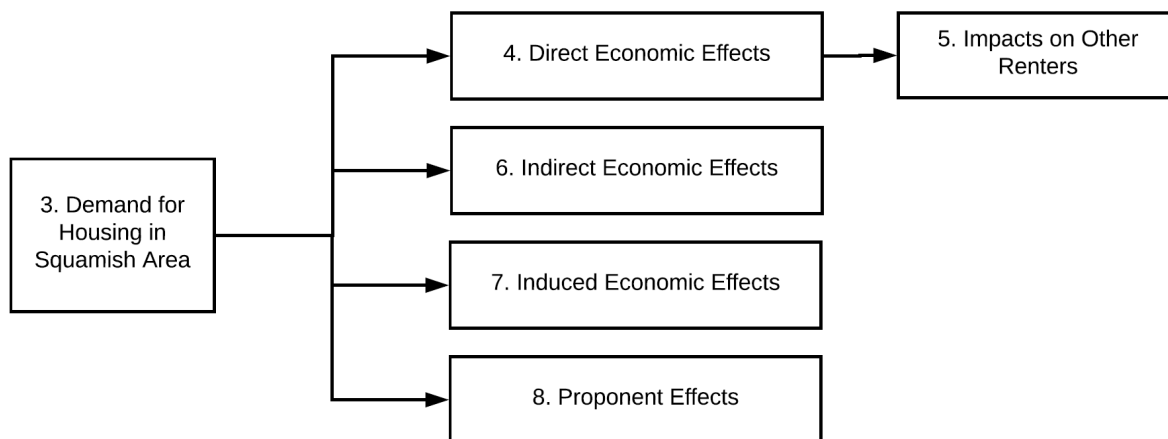 3. Demand for
Housing in
Squamish Area
4. Direct Economic Effects
5. Impacts on Other
Renters
6. Indirect Economic Effects
7. Induced Economic Effects
8. Proponent Effects